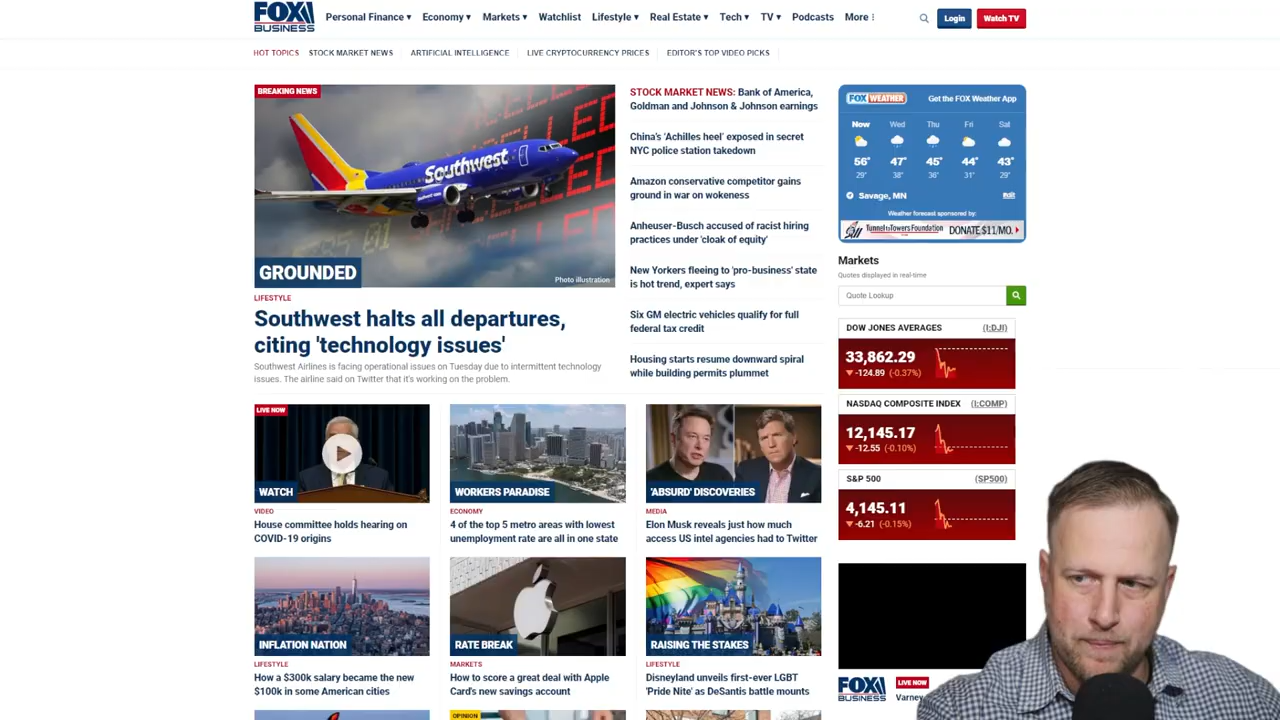 FOX BUSINESS
Personal Finance
Economy
Markets
Watchlist
Lifestyle
Real Estate
Tech
TV
Podcasts
More
Login
Watch TV
HOT TOPICS
STOCK MARKET NEWS
ARTIFICIAL INTELLIGENCE
LIVE CRYPTOCURRENCY PRICES
EDITOR'S TOP VIDEO PICKS
BREAKING NEWS
Southwest
GROUNDED
Photo illustration
LIFESTYLE
Southwest halts all departures,
citing 'technology issues'
Southwest Airlines is facing operational issues on Tuesday due to intermittent technology
issues. The airline said on Twitter that it's working on the problem.
STOCK MARKET NEWS: Bank of America,
Goldman and Johnson & Johnson earnings
China's 'Achilles heel' exposed in secret
NYC police station takedown
Amazon conservative competitor gains
ground in war on wokeness
Anheuser-Busch accused of racist hiring
practices under 'cloak of equity'
New Yorkers fleeing to 'pro-business' state
is hot trend, expert says
Six GM electric vehicles qualify for full
federal tax credit
Housing starts resume downward spiral
while building permits plummet
FOX WEATHER
Get the FOX Weather App
Now Wed Thu Fri Sat
56° 47° 45° 44° 43°
29° 38° 36° 31° 29°
Savage, MN
Edit
Weather forecast sponsored by:
Tunnel to Towers Foundation DONATE $11/MO.
Markets
Quotes displayed in real-time
Quote Lookup
DOW JONES AVERAGES (I:DJI)
33,862.29
-124.89 (-0.37%)
NASDAQ COMPOSITE INDEX (I:COMP)
12,145.17
-12.55 (-0.10%)
S&P 500 (SP500)
4,145.11
-6.21 (-0.15%)
LIVE NOW
WATCH
VIDEO
House committee holds hearing on
COVID-19 origins
WORKERS PARADISE
ECONOMY
4 of the top 5 metro areas with lowest
unemployment rate are all in one state
'ABSURD' DISCOVERIES
MEDIA
Elon Musk reveals just how much
access US intel agencies had to Twitter
INFLATION NATION
LIFESTYLE
How a $300k salary became the new
$100k in some American cities
RATE BREAK
MARKETS
How to score a great deal with Apple
Card's new savings account
RAISING THE STAKES
LIFESTYLE
Disneyland unveils first-ever LGBT
'Pride Nite' as DeSantis battle mounts
FOX BUSINESS
LIVE NOW
Varney
OPINION